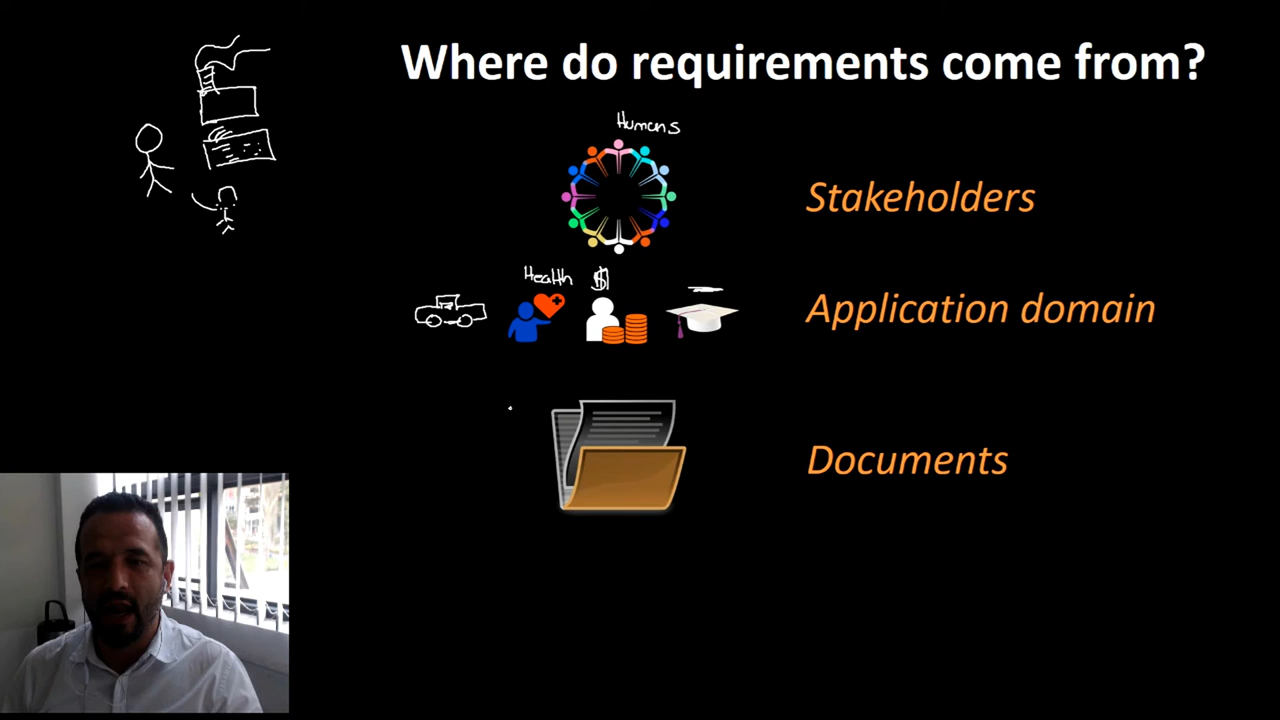 Where do requirements come from?
Humans
Stakeholders
Health $
Application domain
Documents